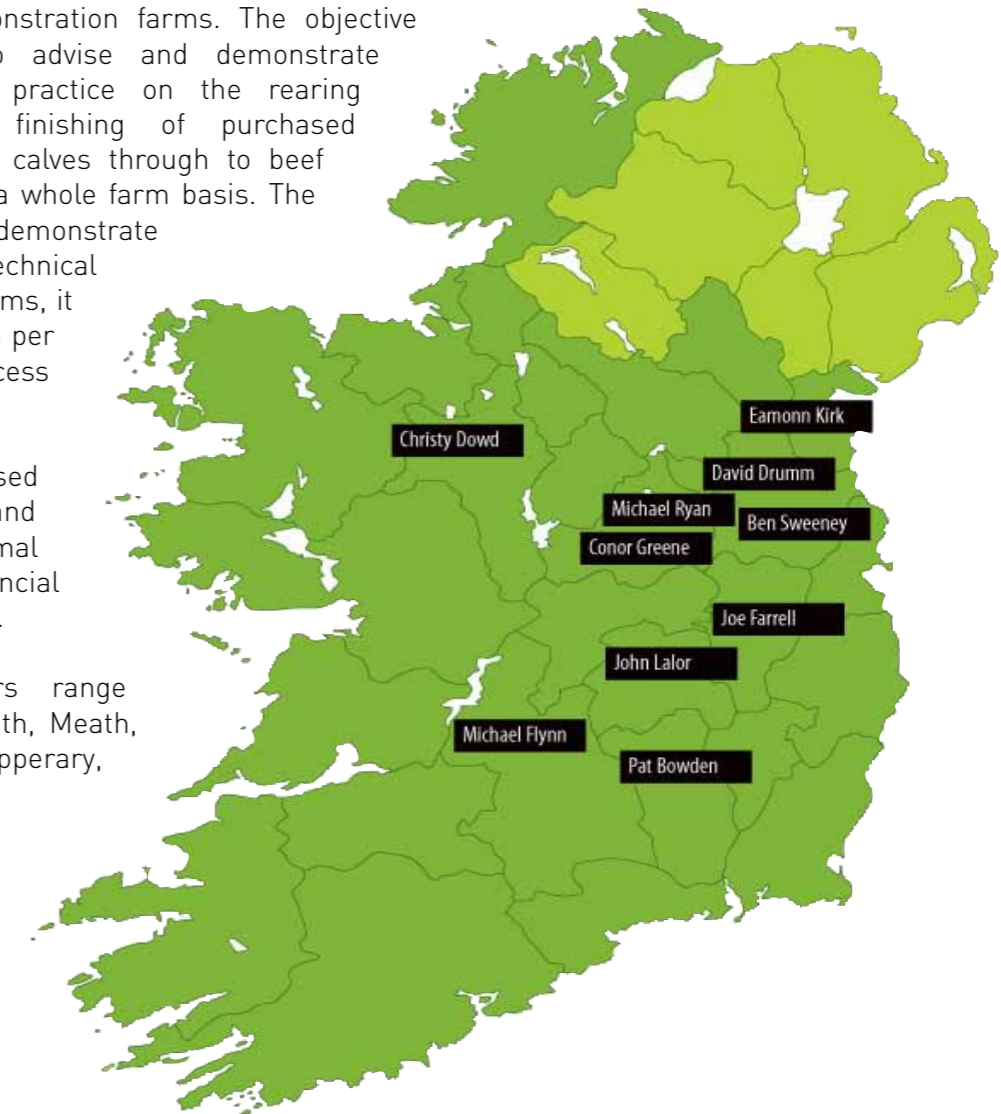 onstration farms. The objective
o advise and demonstrate
practice on the rearing
finishing of purchased
calves through to beef
a whole farm basis. The
demonstrate
echnical
ms, it
per
cess
sed
and
mal
ncial
.
rs range
th, Meath,
pperary,
Eamonn Kirk
Christy Dowd
David Drumm
Michael Ryan
Ben Sweeney
Conor Greene
Joe Farrell
John Lalor
Michael Flynn
Pat Bowden